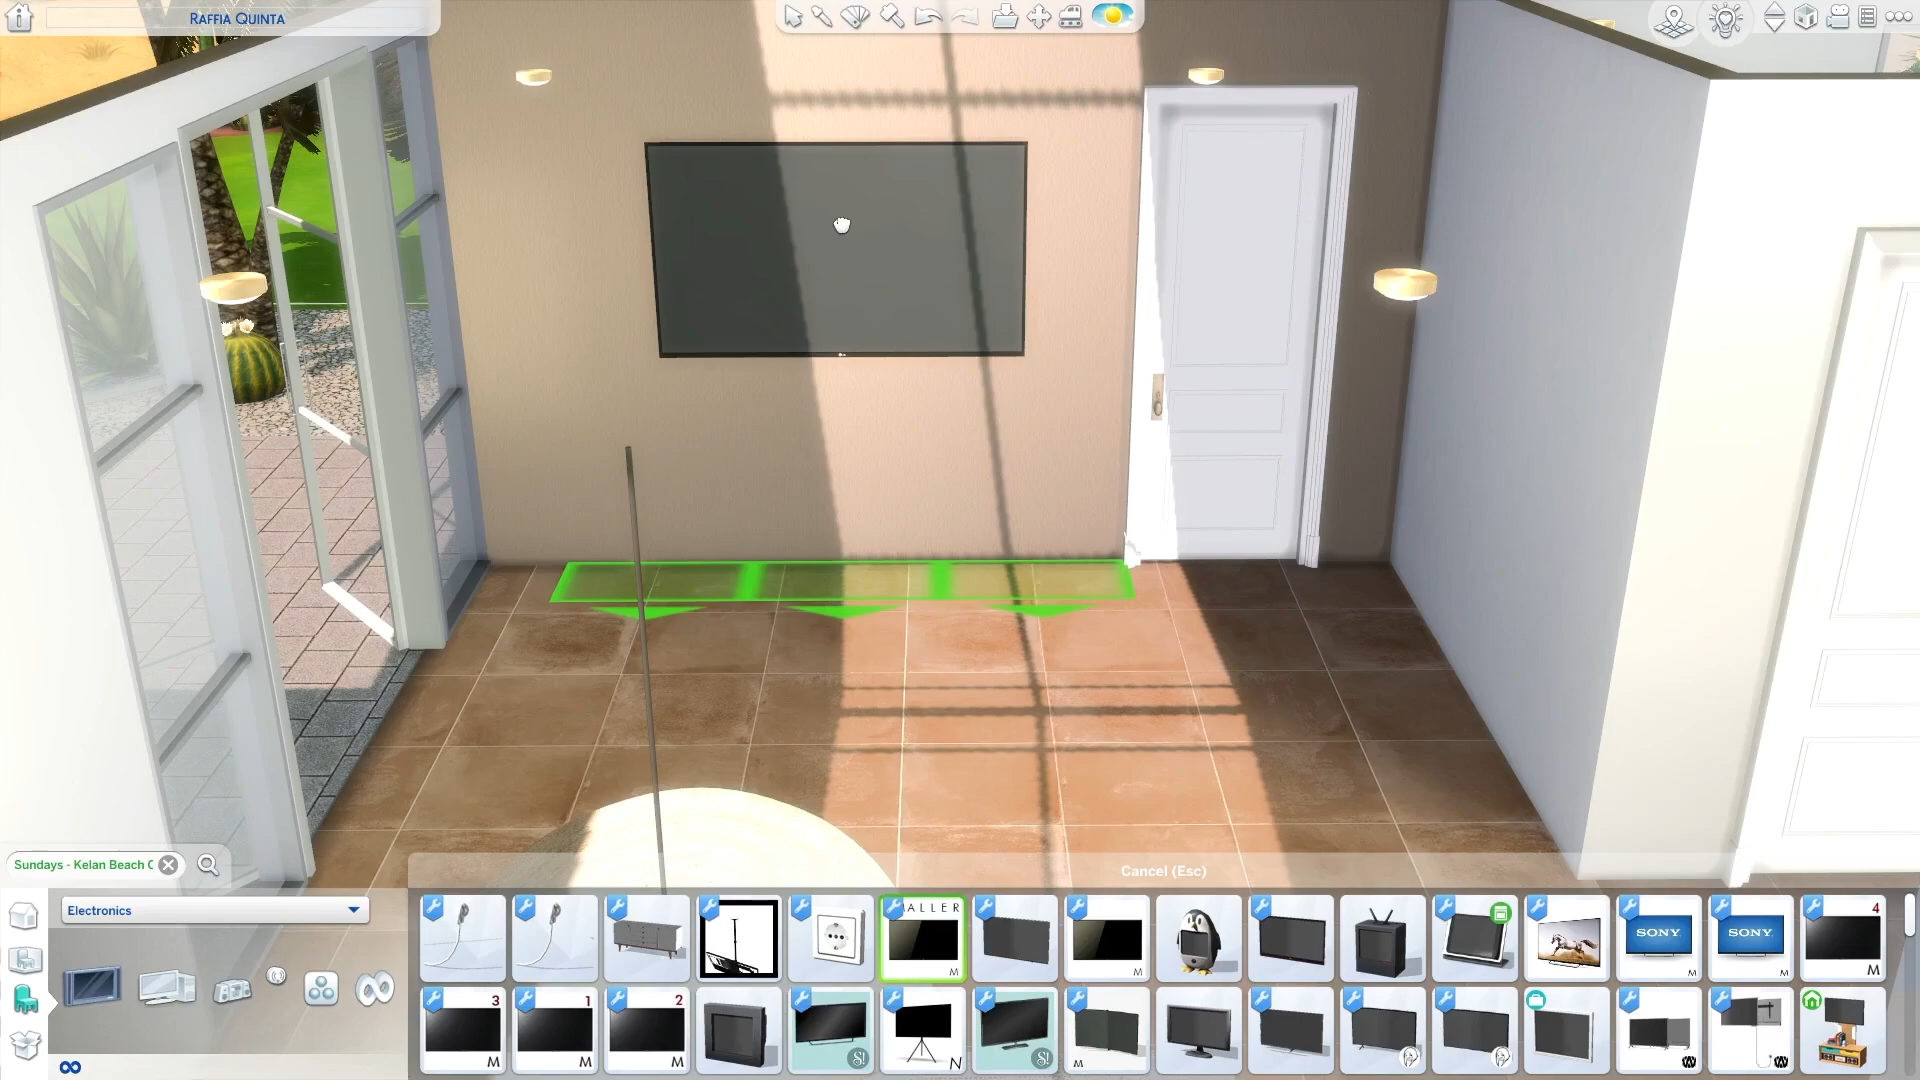 RAFFIA QUINTA
Sundays - Kelan Beach C
Cancel (Esc)
Electronics
ALLER
M
M
SONY
M
SONY
M
4
M
3
M
1
M
2
M
S!
N
S!
M